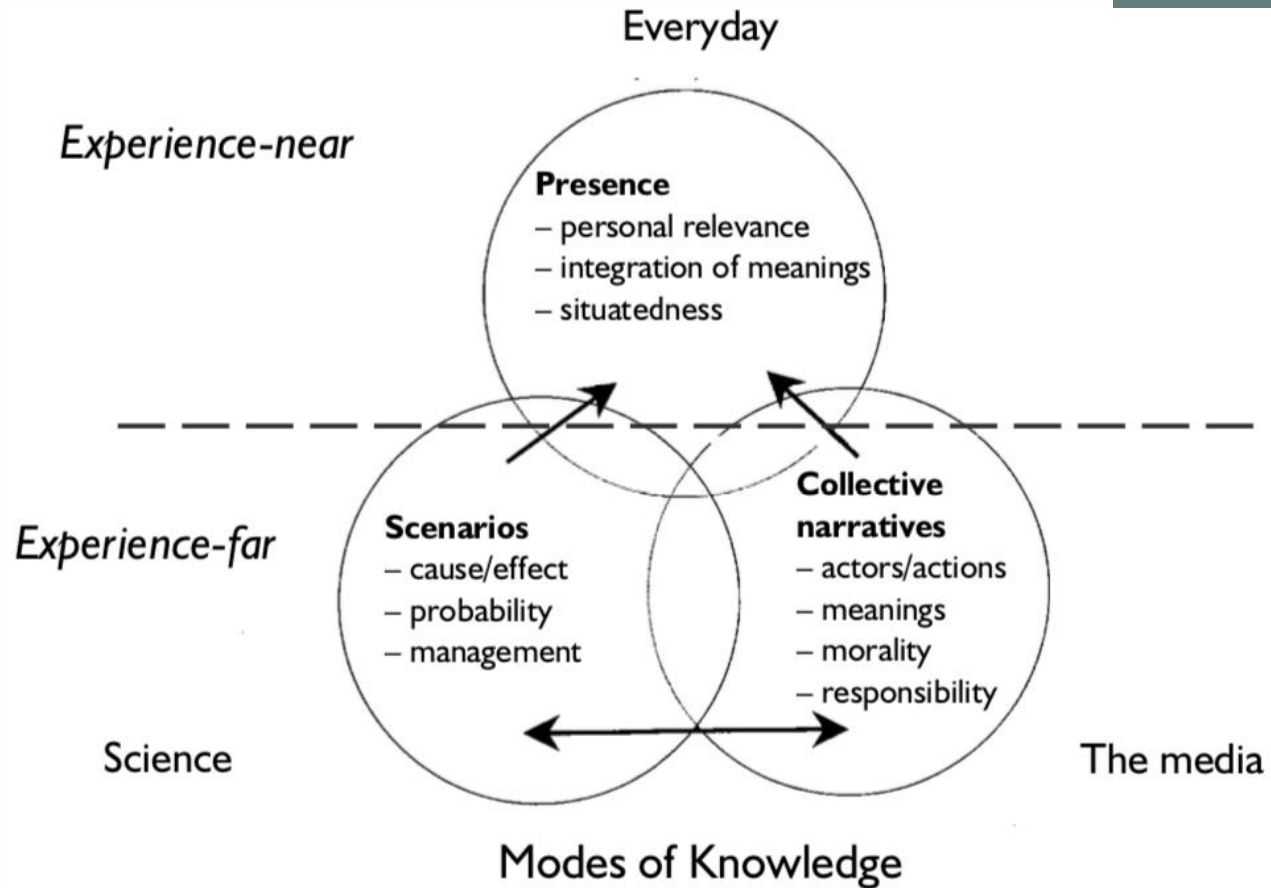 Everyday
Experience-near
Presence
– personal relevance
– integration of meanings
– situatedness
Experience-far
Scenarios
– cause/effect
– probability
– management
Collective
narratives
– actors/actions
– meanings
– morality
– responsibility
Science
The media
Modes of Knowledge